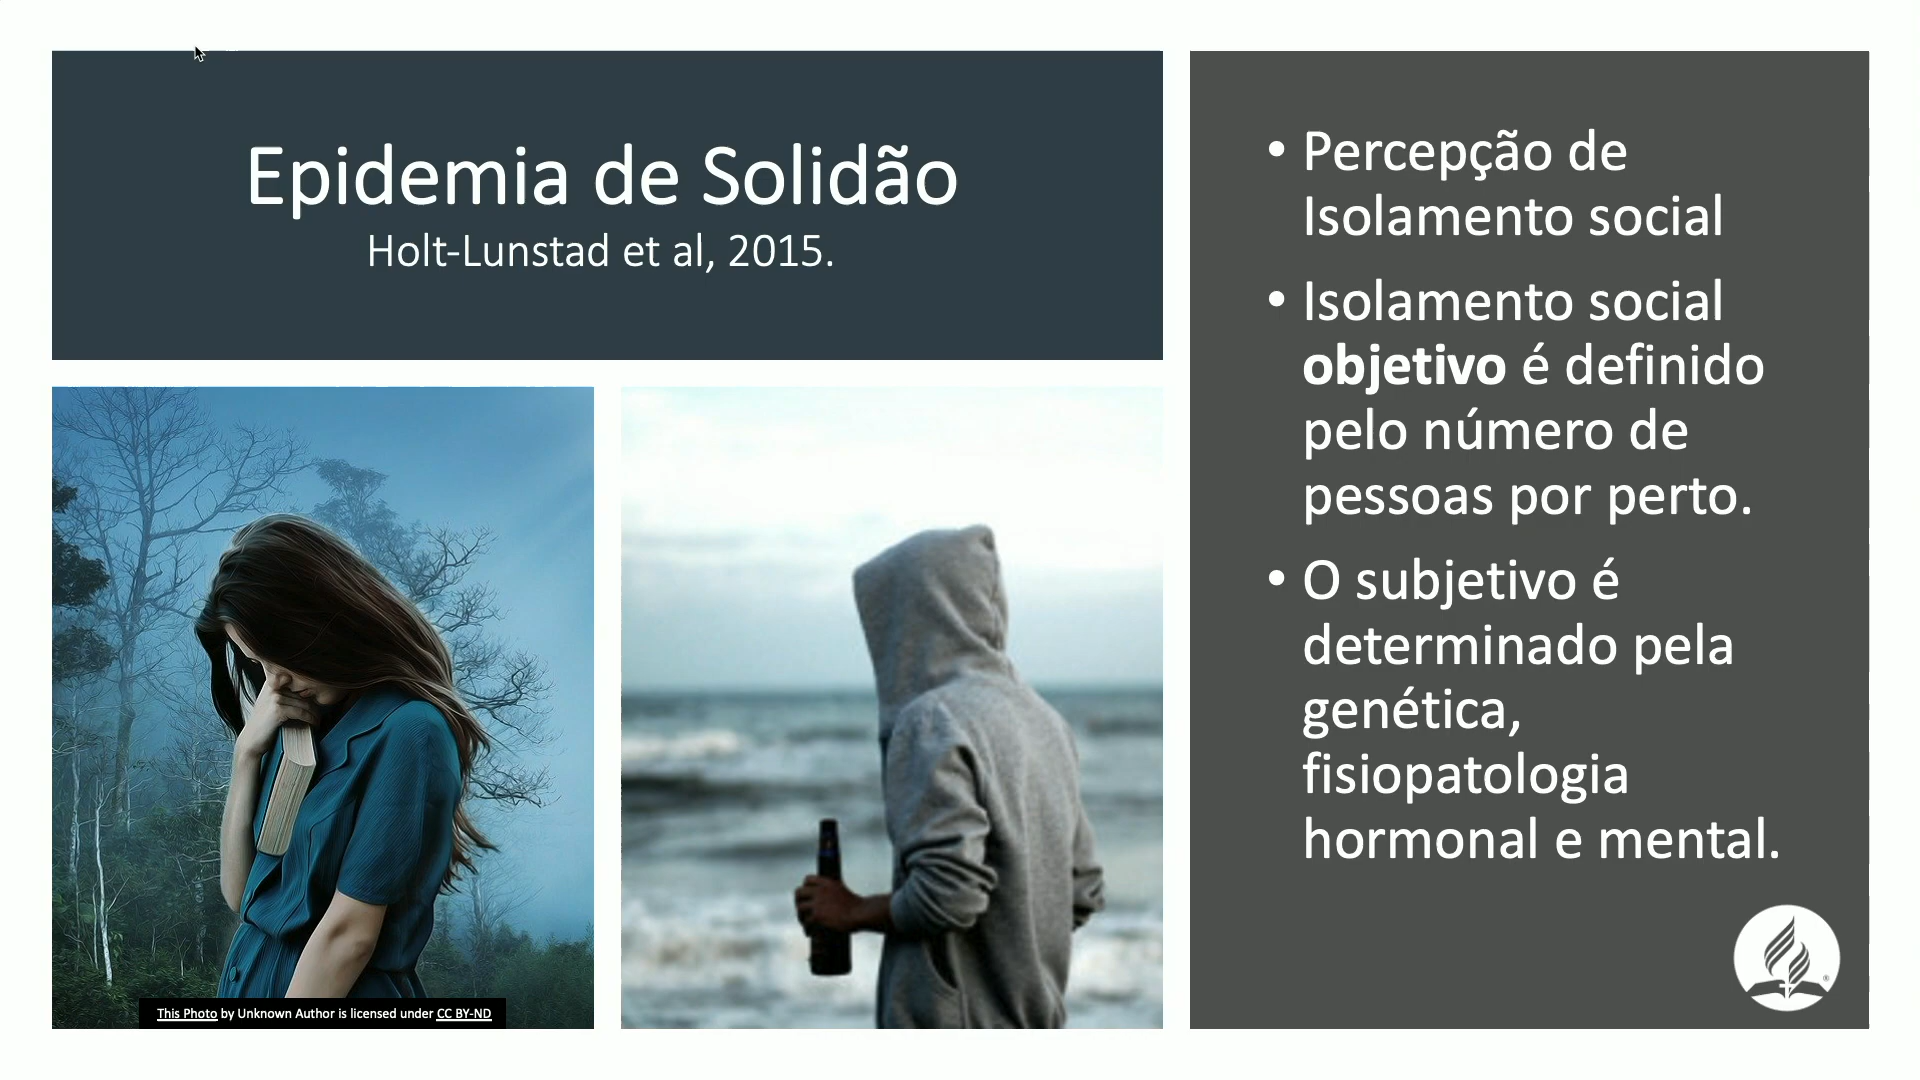 Epidemia de Solidão
Holt-Lunstad et al, 2015.
• Percepção de
Isolamento social
• Isolamento social
objetivo é definido
pelo número de
pessoas por perto.
• O subjetivo é
determinado pela
genética,
fisiopatologia
hormonal e mental.
This Photo by Unknown Author is licensed under CC BY-ND
®